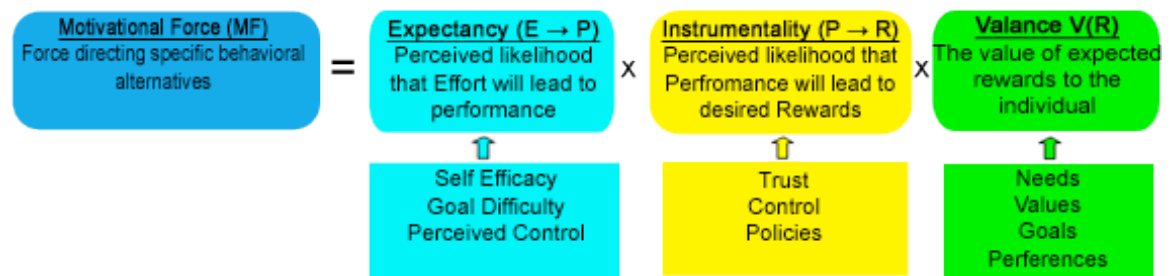 Motivational Force (MF)
Force directing specific behavioral
alternatives
=
Expectancy (E → P)
Perceived likelihood
that Effort will lead to
performance
x
Instrumentality (P → R)
Perceived likelihood that
Perfromance will lead to
desired Rewards
x
Valance V(R)
The value of expected
rewards to the
individual
Self Efficacy
Goal Difficulty
Perceived Control
Trust
Control
Policies
Needs
Values
Goals
Perferences